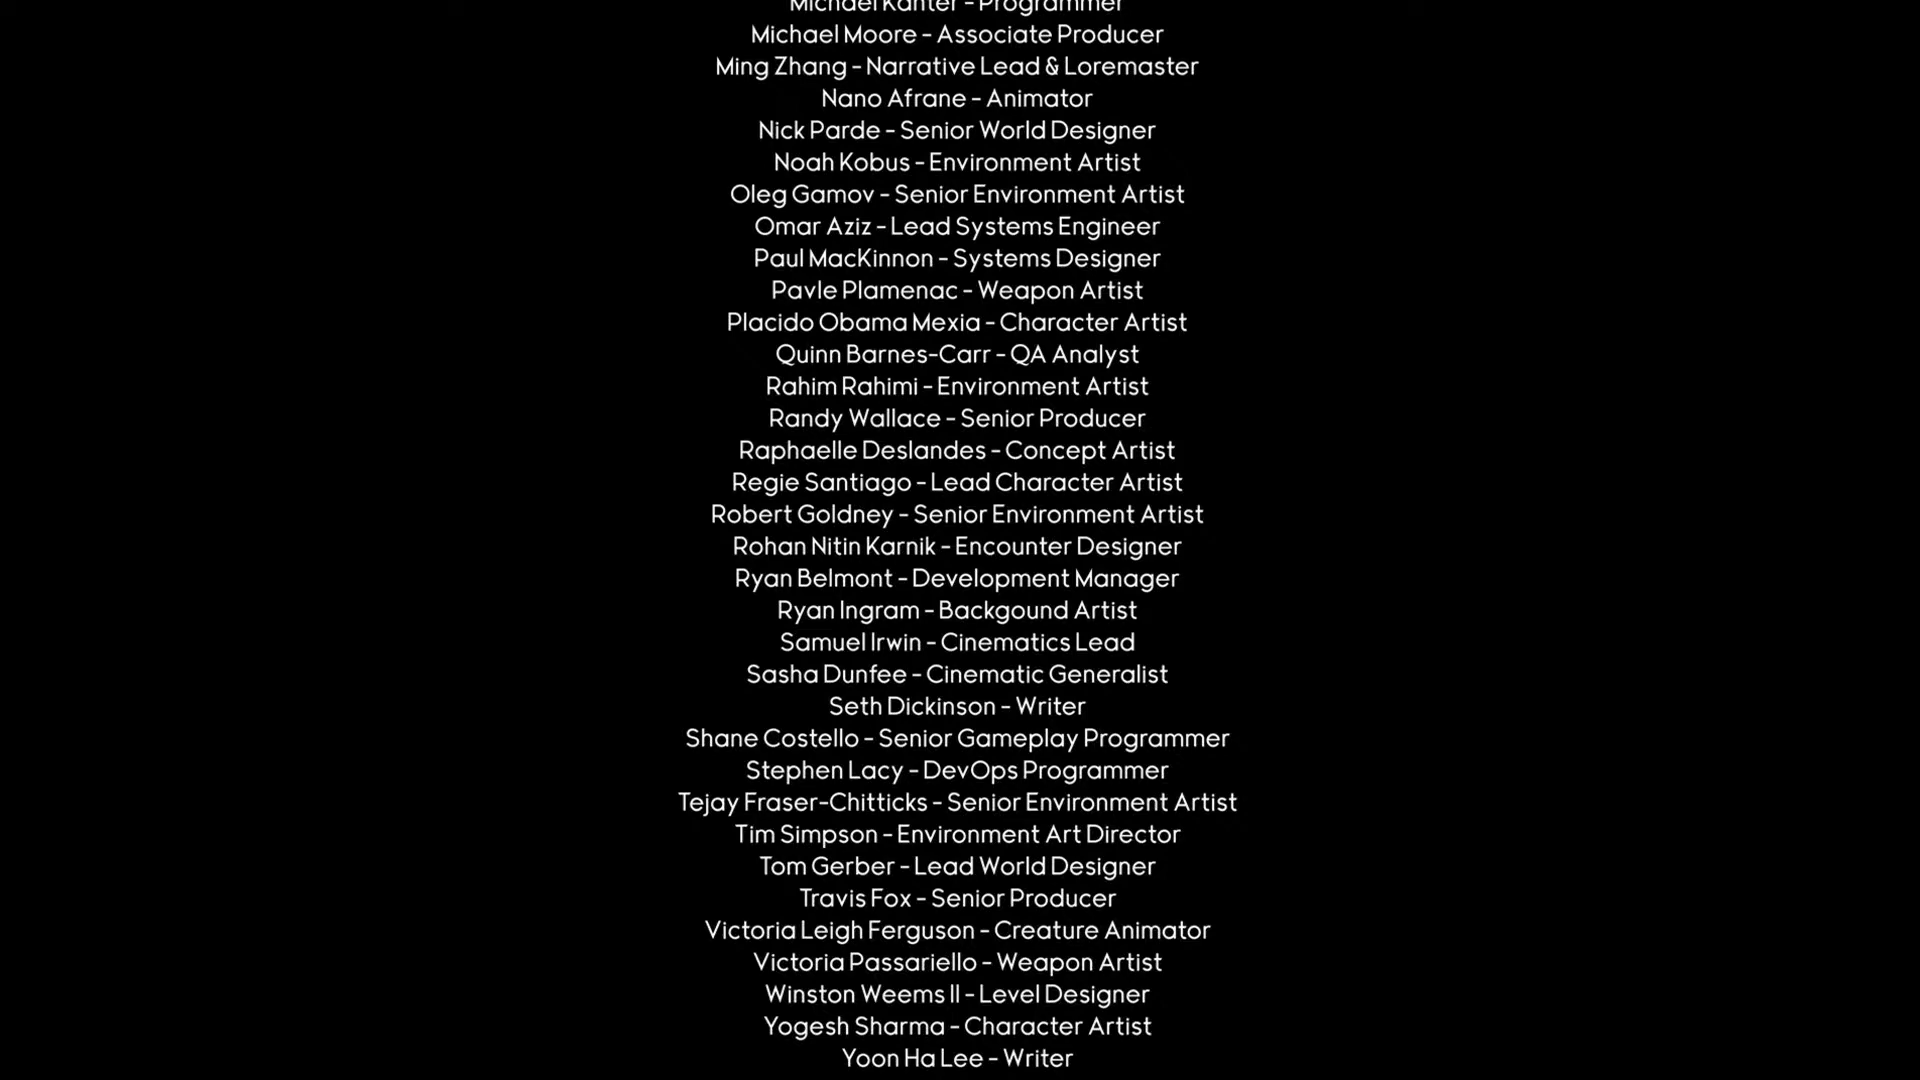 Michael Kanter - Programmer
Michael Moore - Associate Producer
Ming Zhang - Narrative Lead & Loremaster
Nano Afrane - Animator
Nick Parde - Senior World Designer
Noah Kobus - Environment Artist
Oleg Gamov - Senior Environment Artist
Omar Aziz - Lead Systems Engineer
Paul MacKinnon - Systems Designer
Pavle Plamenac - Weapon Artist
Placido Obama Mexia - Character Artist
Quinn Barnes-Carr - QA Analyst
Rahim Rahimi - Environment Artist
Randy Wallace - Senior Producer
Raphaelle Deslandes - Concept Artist
Regie Santiago - Lead Character Artist
Robert Goldney - Senior Environment Artist
Rohan Nitin Karnik - Encounter Designer
Ryan Belmont - Development Manager
Ryan Ingram - Backgound Artist
Samuel Irwin - Cinematics Lead
Sasha Dunfee - Cinematic Generalist
Seth Dickinson - Writer
Shane Costello - Senior Gameplay Programmer
Stephen Lacy - DevOps Programmer
Tejay Fraser-Chitticks - Senior Environment Artist
Tim Simpson - Environment Art Director
Tom Gerber - Lead World Designer
Travis Fox - Senior Producer
Victoria Leigh Ferguson - Creature Animator
Victoria Passariello - Weapon Artist
Winston Weems II - Level Designer
Yogesh Sharma - Character Artist
Yoon Ha Lee - Writer